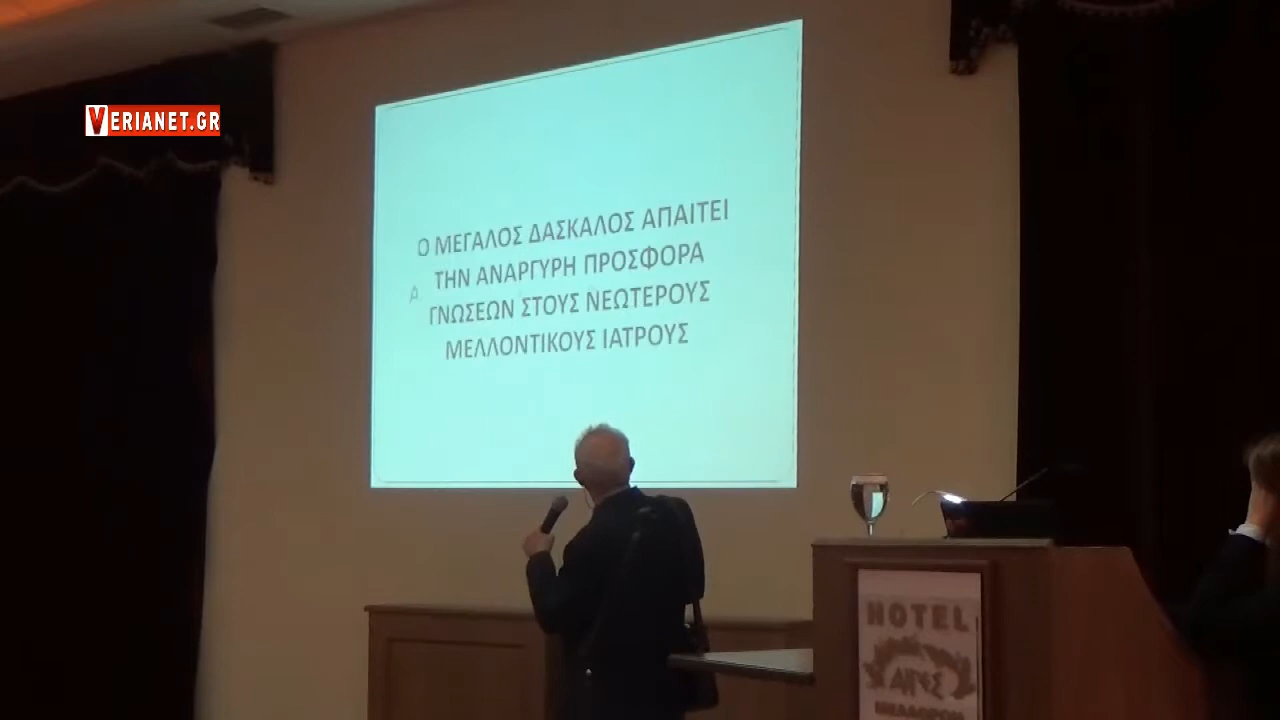 VERIANET.GR
Ο ΜΕΓΑΛΟΣ ΔΑΣΚΑΛΟΣ ΑΠΑΙΤΕΙ
ΤΗΝ ΑΝΑΡΓΥΡΗ ΠΡΟΣΦΟΡΑ
ΓΝΩΣΕΩΝ ΣΤΟΥΣ ΝΕΩΤΕΡΟΥΣ
ΜΕΛΛΟΝΤΙΚΟΥΣ ΙΑΤΡΟΥΣ
HOTEL